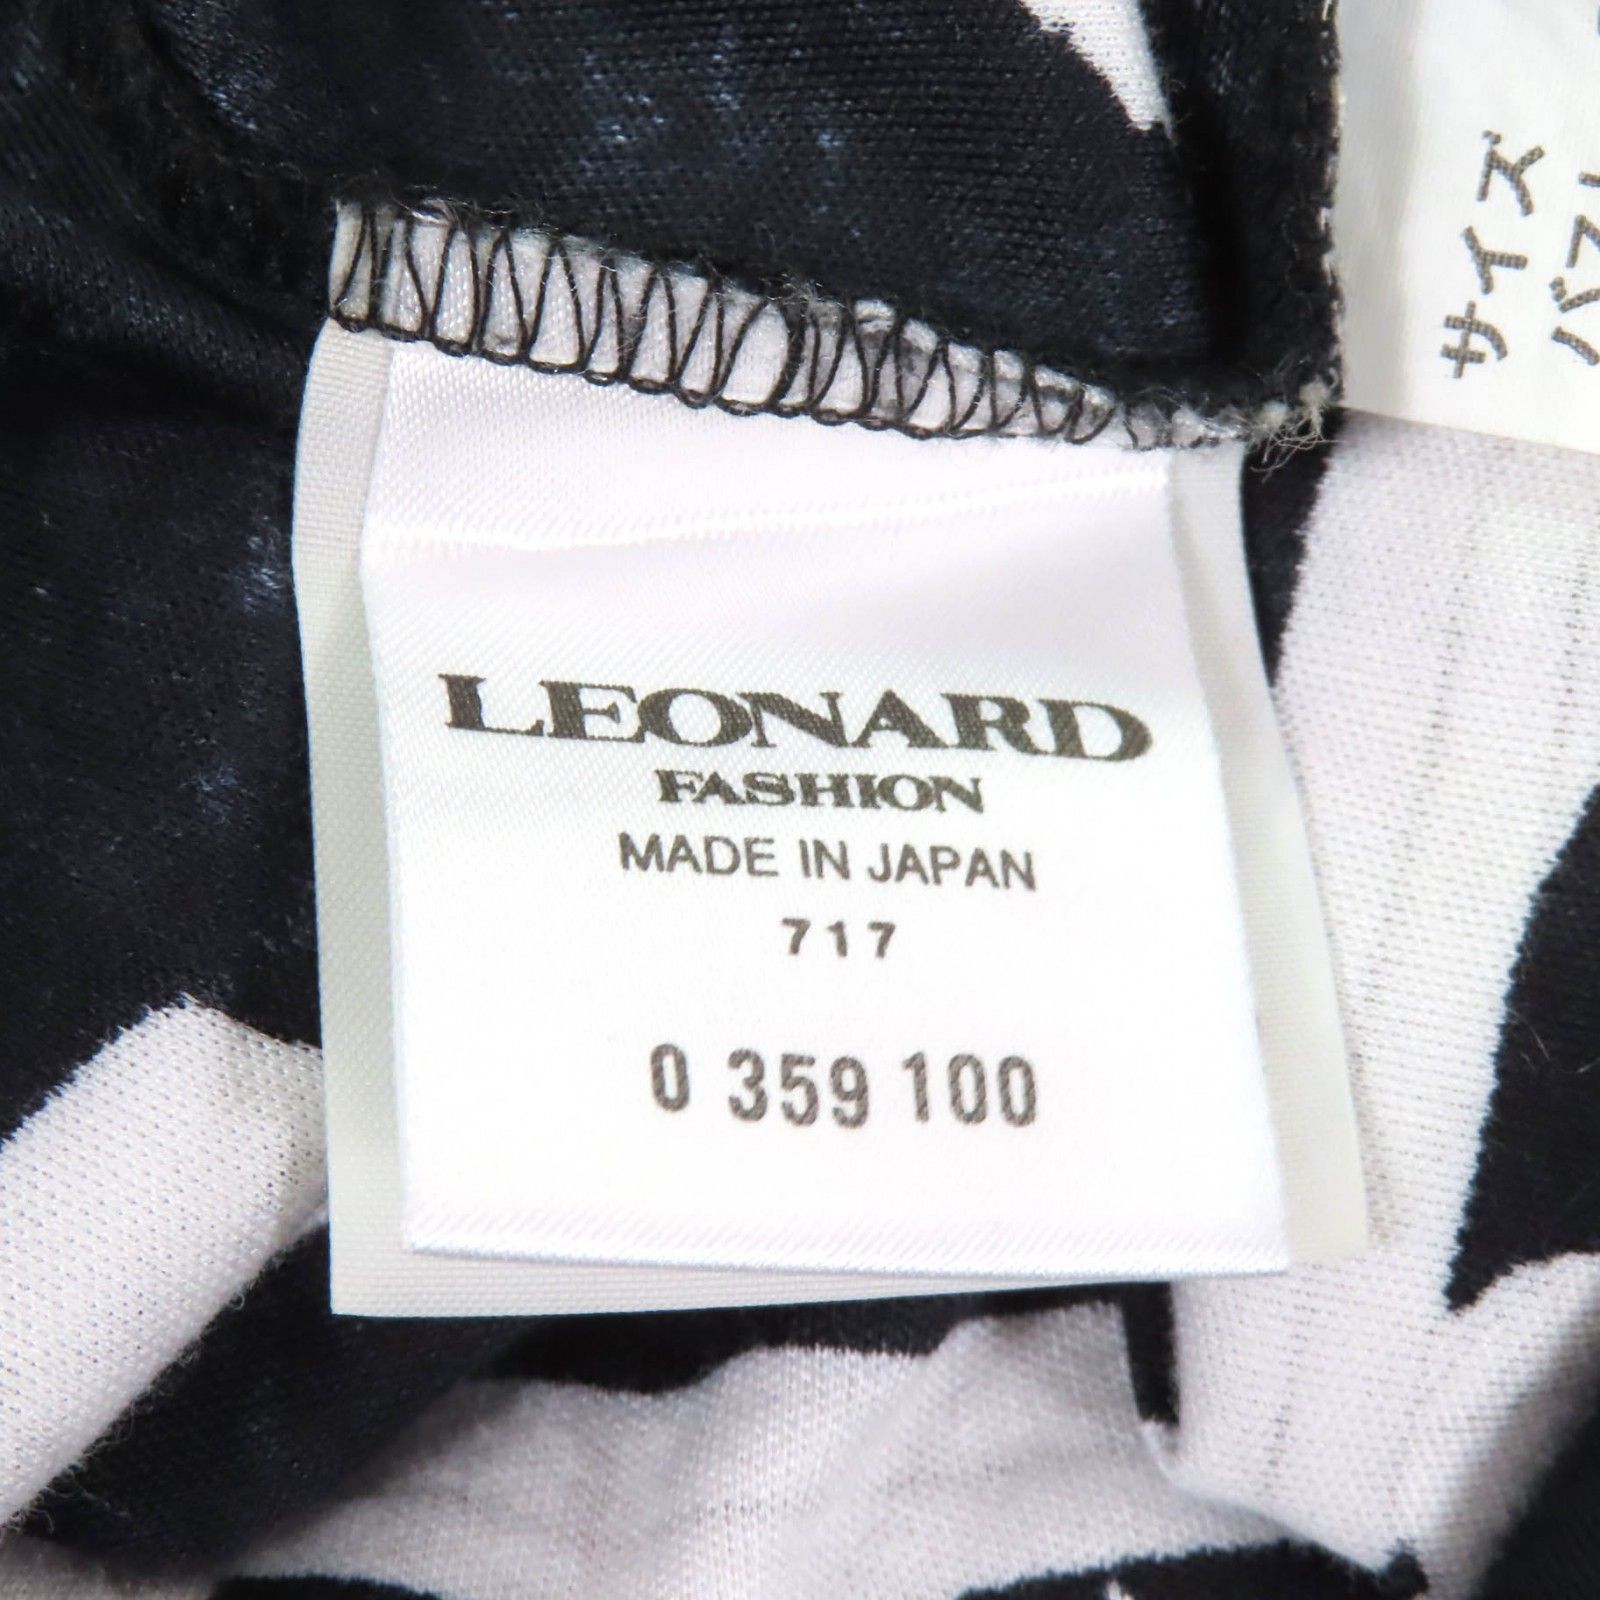 LEONARD
FASHION
MADE IN JAPAN
717
0 359 100
サイズ